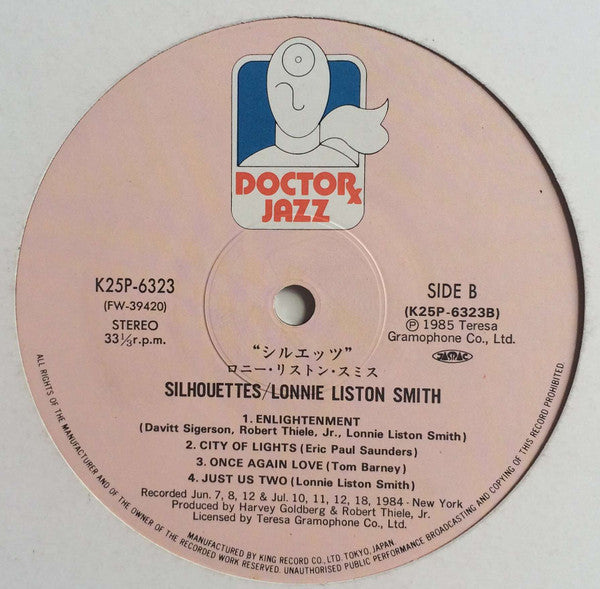 DOCTOR Rx
JAZZ
K25P-6323
(FW-39420)
STEREO
33⅓r.p.m.
SIDE B
(K25P-6323B)
Ⓟ 1985 Teresa
Gramophone Co., Ltd.
JASRAC
"シルエッツ"
ロニー・リストン・スミス
SILHOUETTES/LONNIE LISTON SMITH
1. ENLIGHTENMENT
(Davitt Sigerson, Robert Thiele, Jr., Lonnie Liston Smith)
2. CITY OF LIGHTS (Eric Paul Saunders)
3. ONCE AGAIN LOVE (Tom Barney)
4. JUST US TWO (Lonnie Liston Smith)
Recorded Jun. 7, 8, 12 & Jul. 10, 11, 12, 18, 1984 - New York
Produced by Harvey Goldberg & Robert Thiele, Jr.
Licensed by Teresa Gramophone Co., Ltd.
MANUFACTURED BY KING RECORD CO., LTD. TOKYO, JAPAN.
ALL RIGHTS OF THE MANUFACTURER AND OF THE OWNER OF THE RECORDED WORK RESERVED. UNAUTHORISED PUBLIC PERFORMANCE BROADCASTING AND COPYING OF THIS RECORD PROHIBITED.